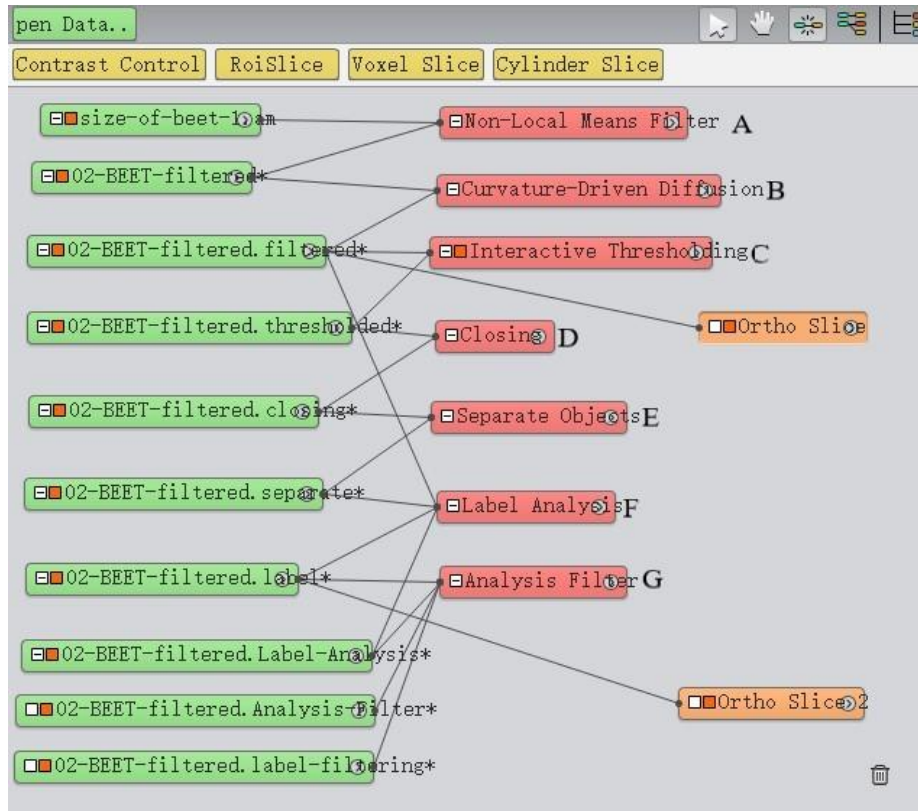 pen Data..
Contrast Control RoiSlice Voxel Slice Cylinder Slice
size-of-beet-1.am
Non-Local Means Filter A
02-BEET-filtered*
Curvature-Driven Diffusion B
02-BEET-filtered.filtered*
Interactive Thresholding C
02-BEET-filtered.thresholded*
Ortho Slice
Closing D
02-BEET-filtered.closing*
Separate Objects E
02-BEET-filtered.separate*
Label Analysis F
02-BEET-filtered.label*
Analysis Filter G
02-BEET-filtered.Label-Analysis*
Ortho Slice 2
02-BEET-filtered.Analysis-Filter*
02-BEET-filtered.label-filtering*